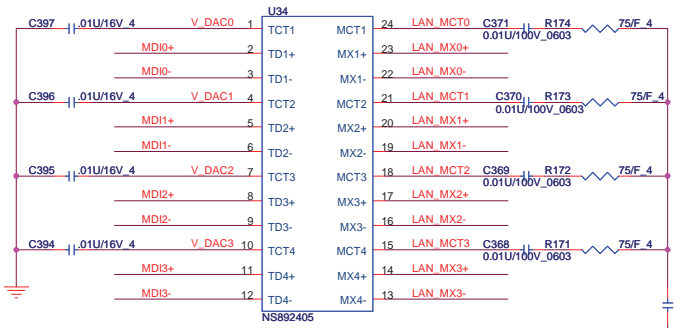 U34
C397 .01U/16V_4 V_DAC0 1 TCT1 MCT1 24 LAN_MCT0 C371 R174 75/F_4
0.01U/100V_0603
MDI0+ 2 TD1+ MX1+ 23 LAN_MX0+
MDI0- 3 TD1- MX1- 22 LAN_MX0-
C396 .01U/16V_4 V_DAC1 4 TCT2 MCT2 21 LAN_MCT1 C370 R173 75/F_4
0.01U/100V_0603
MDI1+ 5 TD2+ MX2+ 20 LAN_MX1+
MDI1- 6 TD2- MX2- 19 LAN_MX1-
C395 .01U/16V_4 V_DAC2 7 TCT3 MCT3 18 LAN_MCT2 C369 R172 75/F_4
0.01U/100V_0603
MDI2+ 8 TD3+ MX3+ 17 LAN_MX2+
MDI2- 9 TD3- MX3- 16 LAN_MX2-
C394 .01U/16V_4 V_DAC3 10 TCT4 MCT4 15 LAN_MCT3 C368 R171 75/F_4
0.01U/100V_0603
MDI3+ 11 TD4+ MX4+ 14 LAN_MX3+
MDI3- 12 TD4- MX4- 13 LAN_MX3-
NS892405